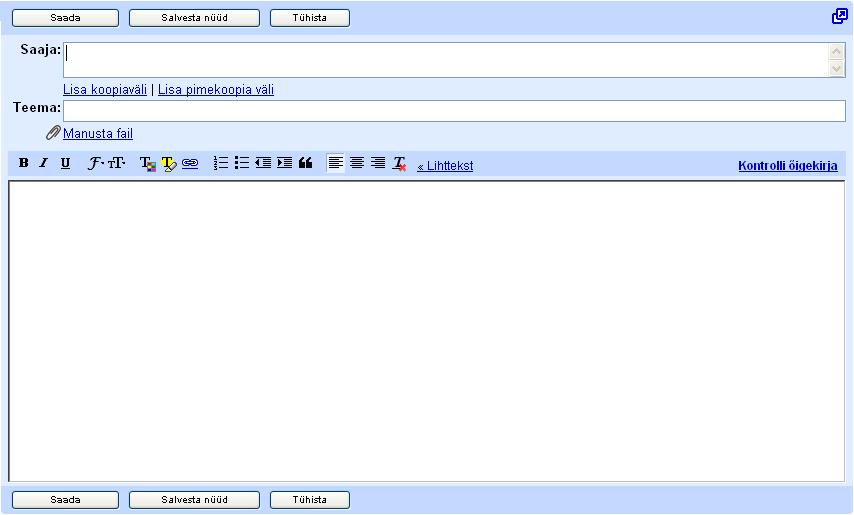 Saada Salvesta nüüd Tühista
Saaja:
Lisa koopiaväli | Lisa pimekoopia väli
Teema:
Manusta fail
B I U F TT T T « Lihttekst Kontrolli õigekirja
Saada Salvesta nüüd Tühista